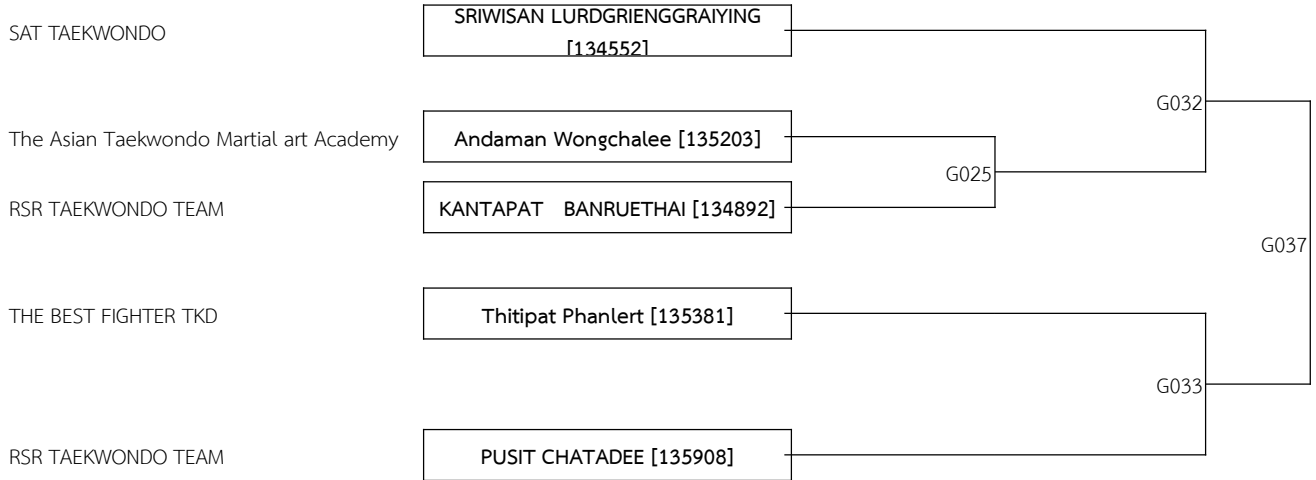 SAT TAEKWONDO
SRIWISAN LURDGRIENGGRAIYING
[134552]
G032
The Asian Taekwondo Martial art Academy
Andaman Wongchalee [135203]
G025
RSR TAEKWONDO TEAM
KANTAPAT BANRUETHAI [134892]
G037
THE BEST FIGHTER TKD
Thitipat Phanlert [135381]
G033
RSR TAEKWONDO TEAM
PUSIT CHATADEE [135908]